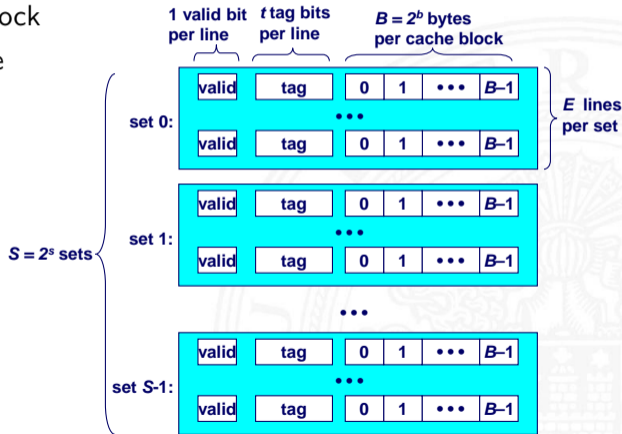 ock
e
1 valid bit per line
t tag bits per line
B = 2^b bytes per cache block
E lines per set
S = 2^s sets
set 0:
valid tag 0 1 ••• B–1
•••
valid tag 0 1 ••• B–1
set 1:
valid tag 0 1 ••• B–1
•••
valid tag 0 1 ••• B–1
•••
set S-1:
valid tag 0 1 ••• B–1
•••
valid tag 0 1 ••• B–1